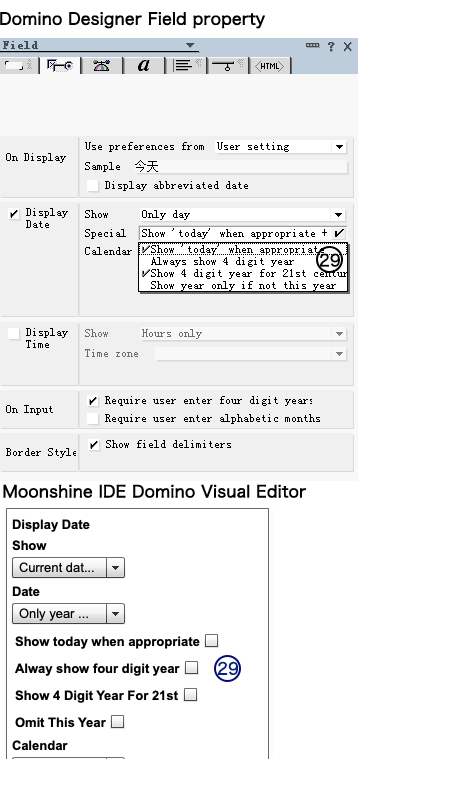 Domino Designer Field property
Field
? X
i a HTML
Use preferences from User setting
On Display
Sample 今天
Display abbreviated date
Display Date
Show Only day
Special Show 'today' when appropriate +
Calendar
Show 'today' when appropriate
Always show 4 digit year
29
Show 4 digit year for 21st centur
Show year only if not this year
Display Time
Show Hours only
Time zone
On Input
Require user enter four digit years
Require user enter alphabetic months
Border Style
Show field delimiters
Moonshine IDE Domino Visual Editor
Display Date
Show
Current dat...
Date
Only year ...
Show today when appropriate
Alway show four digit year 29
Show 4 Digit Year For 21st
Omit This Year
Calendar